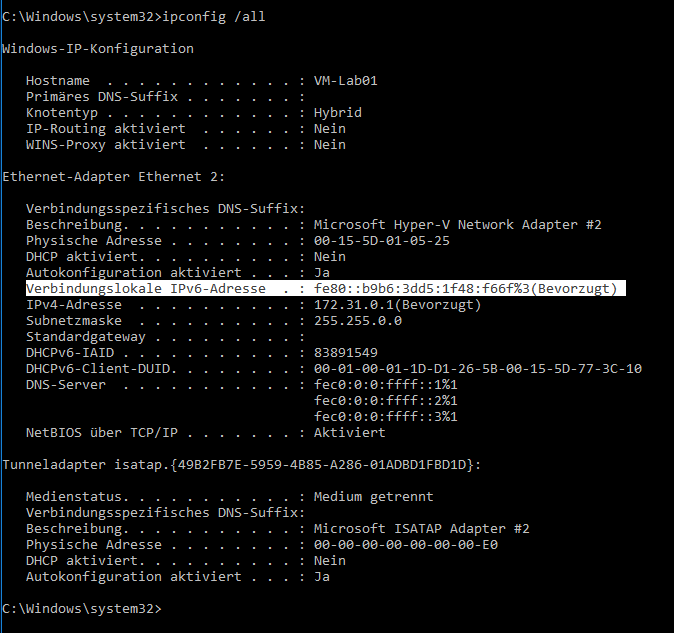 C:\Windows\system32>ipconfig /all
Windows-IP-Konfiguration
Hostname  . . . . . . . . . . . . : VM-Lab01
Primäres DNS-Suffix . . . . . . . :
Knotentyp . . . . . . . . . . . . : Hybrid
IP-Routing aktiviert  . . . . . . : Nein
WINS-Proxy aktiviert  . . . . . . : Nein
Ethernet-Adapter Ethernet 2:
Verbindungsspezifisches DNS-Suffix:
Beschreibung. . . . . . . . . . . : Microsoft Hyper-V Network Adapter #2
Physische Adresse . . . . . . . . : 00-15-5D-01-05-25
DHCP aktiviert. . . . . . . . . . : Nein
Autokonfiguration aktiviert . . . : Ja
Verbindungslokale IPv6-Adresse  . : fe80::b9b6:3dd5:1f48:f66f%3(Bevorzugt)
IPv4-Adresse  . . . . . . . . . . : 172.31.0.1(Bevorzugt)
Subnetzmaske  . . . . . . . . . . : 255.255.0.0
Standardgateway . . . . . . . . . :
DHCPv6-IAID . . . . . . . . . . . : 83891549
DHCPv6-Client-DUID. . . . . . . . : 00-01-00-01-1D-D1-26-5B-00-15-5D-77-3C-10
DNS-Server  . . . . . . . . . . . : fec0:0:0:ffff::1%1
fec0:0:0:ffff::2%1
fec0:0:0:ffff::3%1
NetBIOS über TCP/IP . . . . . . . : Aktiviert
Tunneladapter isatap.{49B2FB7E-5959-4B85-A286-01ADBD1FBD1D}:
Medienstatus. . . . . . . . . . . : Medium getrennt
Verbindungsspezifisches DNS-Suffix:
Beschreibung. . . . . . . . . . . : Microsoft ISATAP Adapter #2
Physische Adresse . . . . . . . . : 00-00-00-00-00-00-00-E0
DHCP aktiviert. . . . . . . . . . : Nein
Autokonfiguration aktiviert . . . : Ja
C:\Windows\system32>